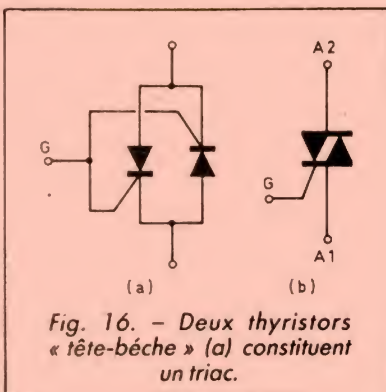 A2
G
G
A1
(a)
(b)
Fig. 16. – Deux thyristors
« tête-bêche » (a) constituent
un triac.